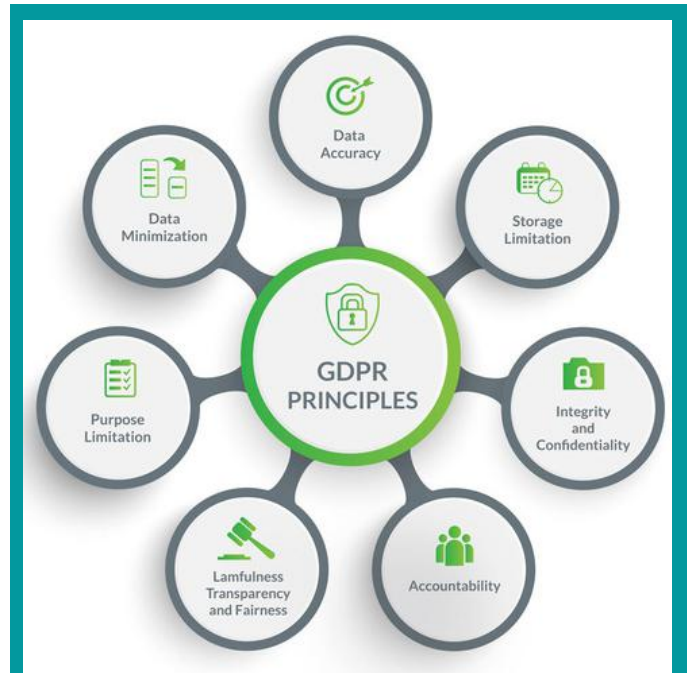 Data
Accuracy
Data
Minimization
Storage
Limitation
GDPR
PRINCIPLES
Purpose
Limitation
Integrity
and
Confidentiality
Lamfulness
Transparency
and Fairness
Accountability